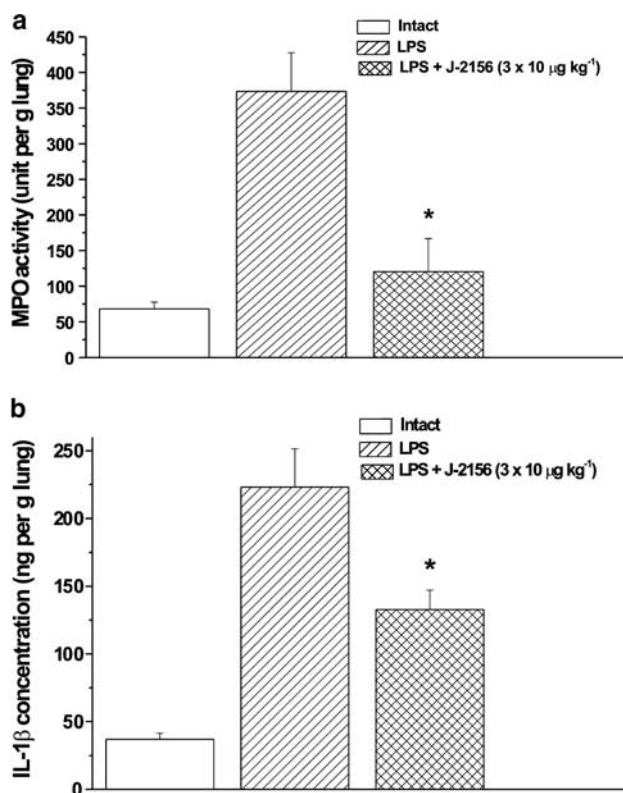 a
Intact
LPS
LPS + J-2156 (3 x 10 μg kg⁻¹)
MPO activity (unit per g lung)
450
400
350
300
250
200
150
100
50
0
*
b
Intact
LPS
LPS + J-2156 (3 x 10 μg kg⁻¹)
IL-1β concentration (ng per g lung)
250
200
150
100
50
0
*